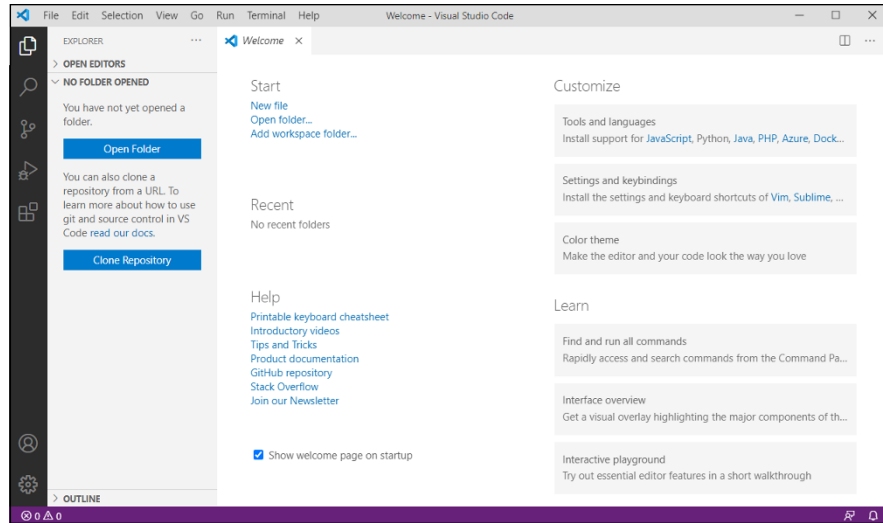 File Edit Selection View Go Run Terminal Help Welcome - Visual Studio Code
EXPLORER
Welcome
OPEN EDITORS
NO FOLDER OPENED
You have not yet opened a
folder.
Open Folder
You can also clone a
repository from a URL. To
learn more about how to use
git and source control in VS
Code read our docs.
Clone Repository
OUTLINE
Start
New file
Open folder...
Add workspace folder...
Recent
No recent folders
Help
Printable keyboard cheatsheet
Introductory videos
Tips and Tricks
Product documentation
GitHub repository
Stack Overflow
Join our Newsletter
Show welcome page on startup
Customize
Tools and languages
Install support for JavaScript, Python, Java, PHP, Azure, Dock...
Settings and keybindings
Install the settings and keyboard shortcuts of Vim, Sublime, ...
Color theme
Make the editor and your code look the way you love
Learn
Find and run all commands
Rapidly access and search commands from the Command Pa...
Interface overview
Get a visual overlay highlighting the major components of th...
Interactive playground
Try out essential editor features in a short walkthrough
0 0